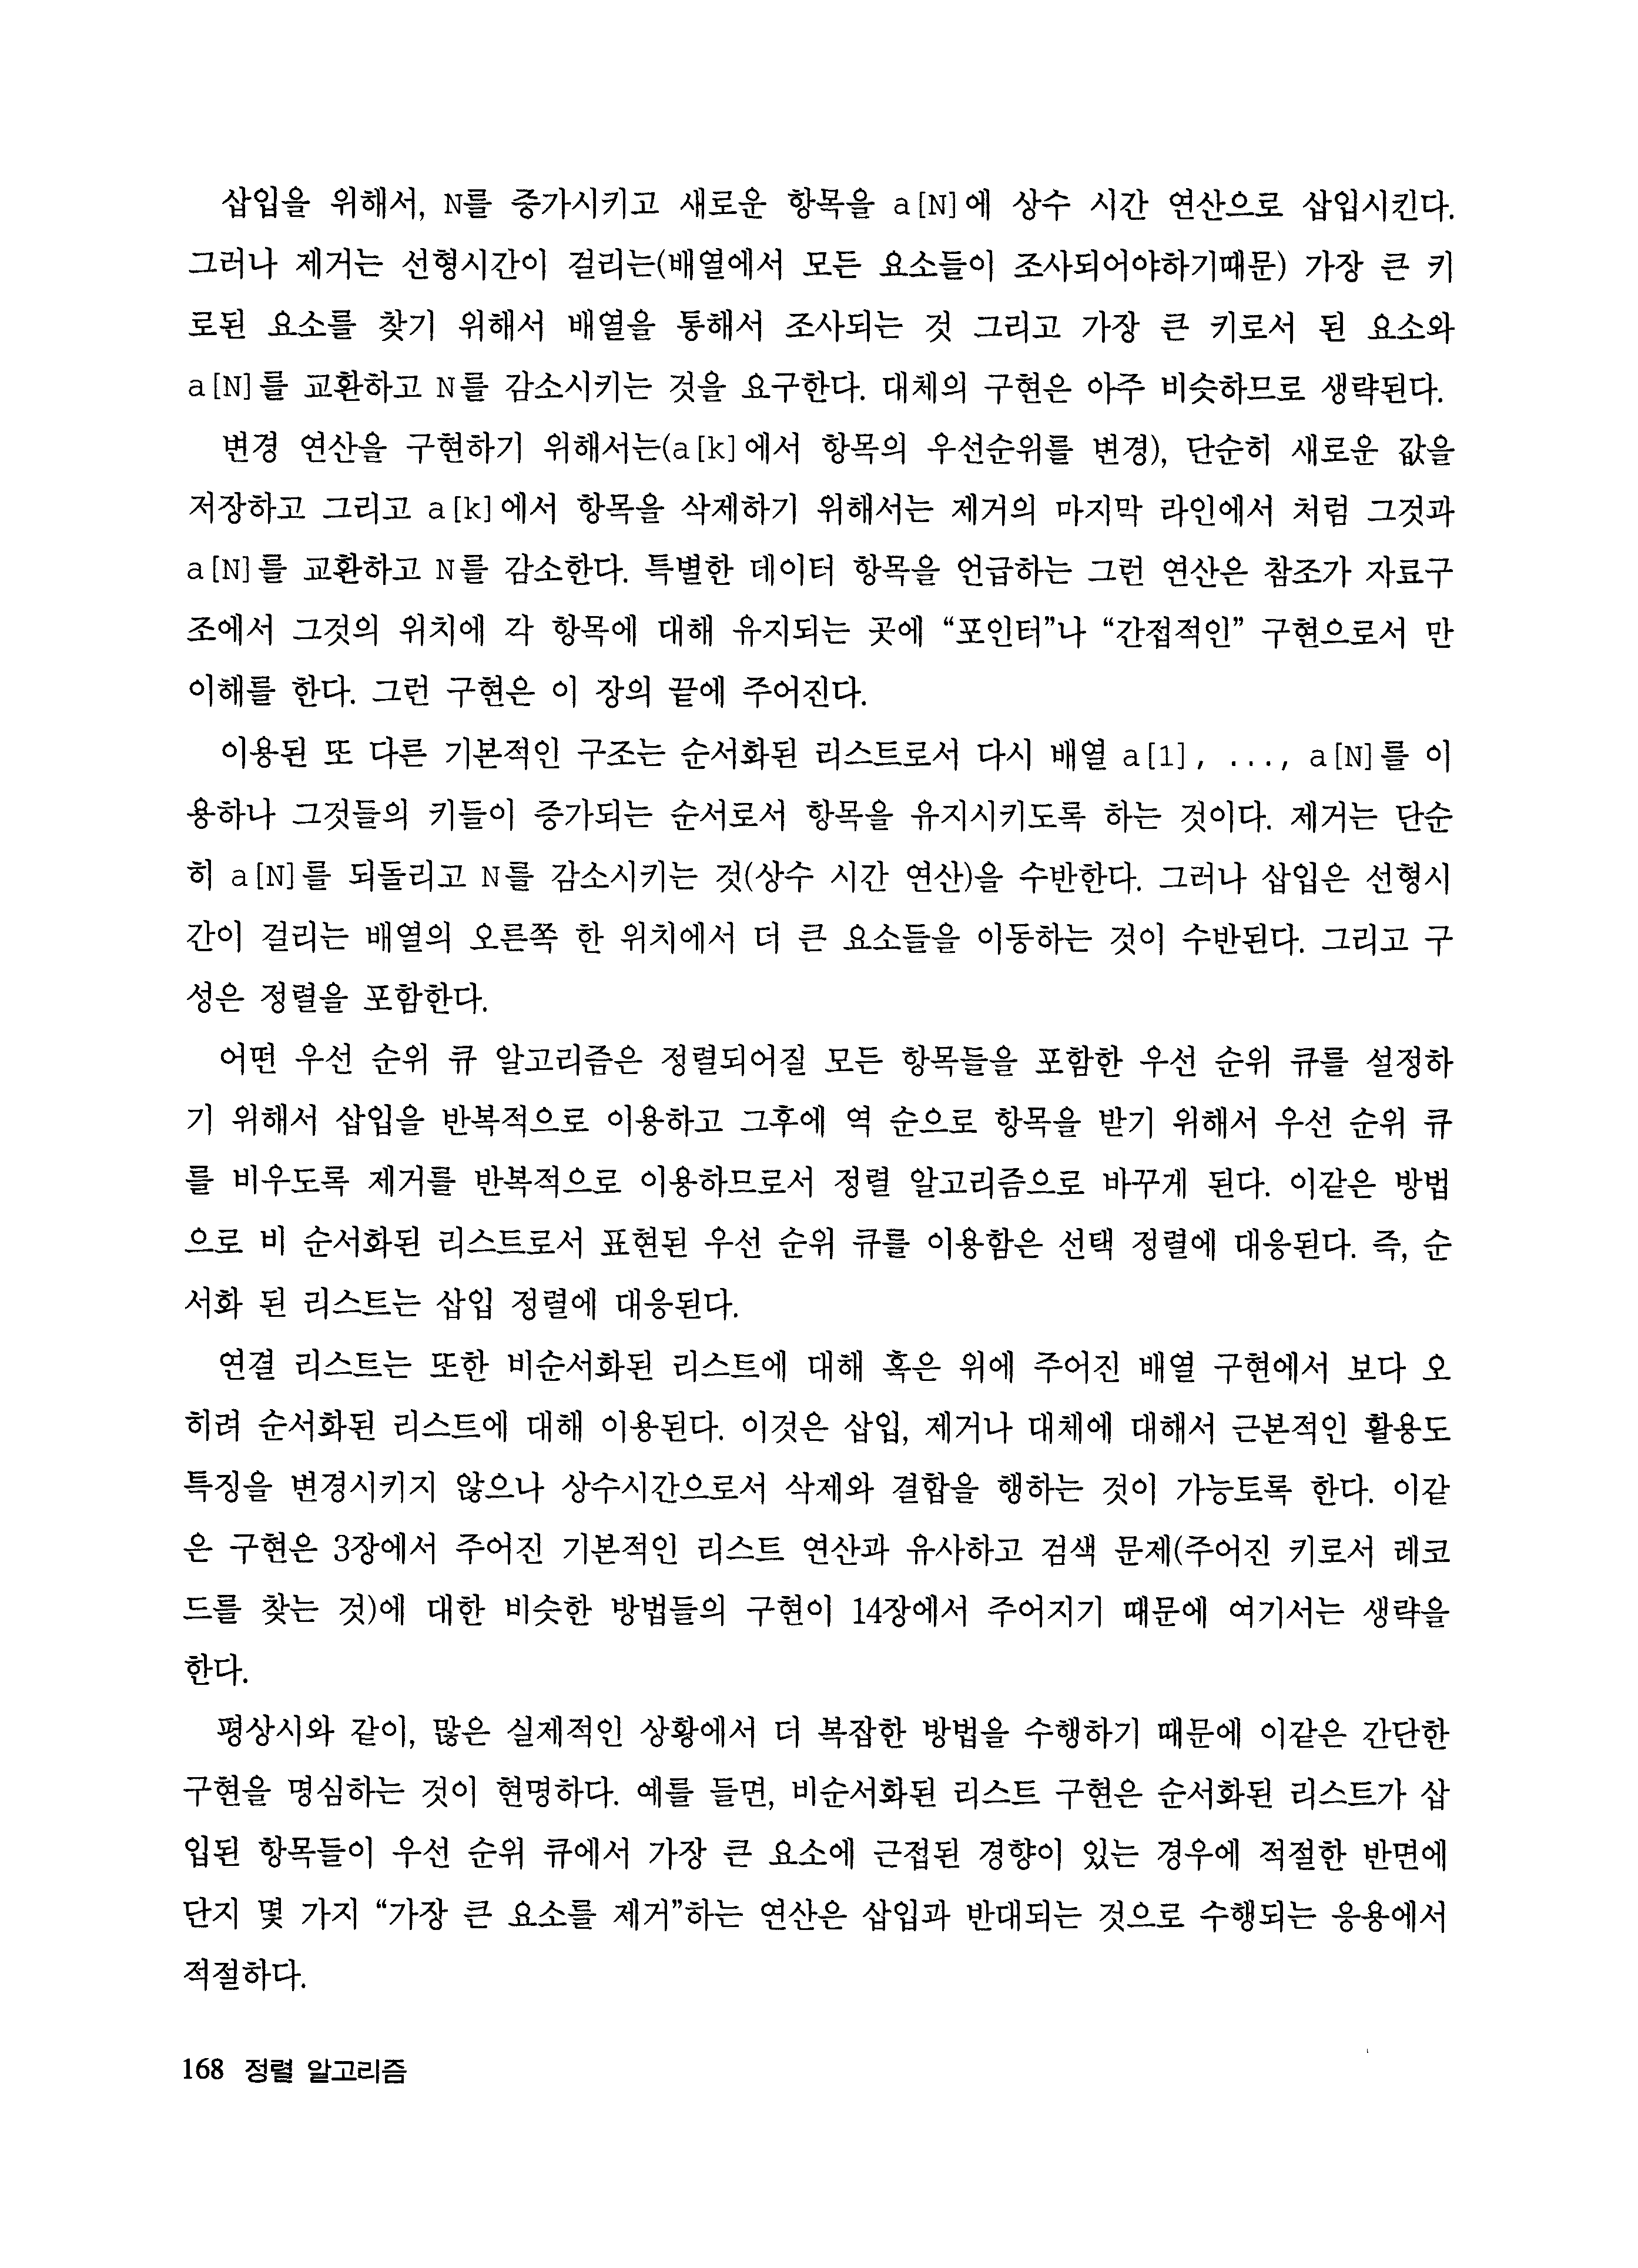 삽입을 위해서, N를 증가시키고 새로운 항목을 a[N]에 상수 시간 연산으로 삽입시킨다.
그러나 제거는 선형시간이 걸리는(배열에서 모든 요소들이 조사되어야하기때문) 가장 큰 키
로된 요소를 찾기 위해서 배열을 통해서 조사되는 것 그리고 가장 큰 키로서 된 요소와
a[N]를 교환하고 N를 감소시키는 것을 요구한다. 대체의 구현은 아주 비슷하므로 생략된다.
변경 연산을 구현하기 위해서는(a[k]에서 항목의 우선순위를 변경), 단순히 새로운 값을
저장하고 그리고 a[k]에서 항목을 삭제하기 위해서는 제거의 마지막 라인에서 처럼 그것과
a[N]를 교환하고 N를 감소한다. 특별한 데이터 항목을 언급하는 그런 연산은 참조가 자료구
조에서 그것의 위치에 각 항목에 대해 유지되는 곳에 “포인터”나 “간접적인” 구현으로서 만
이해를 한다. 그런 구현은 이 장의 끝에 주어진다.
이용된 또 다른 기본적인 구조는 순서화된 리스트로서 다시 배열 a[1], ..., a[N]를 이
용하나 그것들의 키들이 증가되는 순서로서 항목을 유지시키도록 하는 것이다. 제거는 단순
히 a[N]를 되돌리고 N를 감소시키는 것(상수 시간 연산)을 수반한다. 그러나 삽입은 선형시
간이 걸리는 배열의 오른쪽 한 위치에서 더 큰 요소들을 이동하는 것이 수반된다. 그리고 구
성은 정렬을 포함한다.
어떤 우선 순위 큐 알고리즘은 정렬되어질 모든 항목들을 포함한 우선 순위 큐를 설정하
기 위해서 삽입을 반복적으로 이용하고 그후에 역 순으로 항목을 받기 위해서 우선 순위 큐
를 비우도록 제거를 반복적으로 이용하므로서 정렬 알고리즘으로 바꾸게 된다. 이같은 방법
으로 비 순서화된 리스트로서 표현된 우선 순위 큐를 이용함은 선택 정렬에 대응된다. 즉, 순
서화 된 리스트는 삽입 정렬에 대응된다.
연결 리스트는 또한 비순서화된 리스트에 대해 혹은 위에 주어진 배열 구현에서 보다 오
히려 순서화된 리스트에 대해 이용된다. 이것은 삽입, 제거나 대체에 대해서 근본적인 활용도
특징을 변경시키지 않으나 상수시간으로서 삭제와 결합을 행하는 것이 가능토록 한다. 이같
은 구현은 3장에서 주어진 기본적인 리스트 연산과 유사하고 검색 문제(주어진 키로서 레코
드를 찾는 것)에 대한 비슷한 방법들의 구현이 14장에서 주어지기 때문에 여기서는 생략을
한다.
평상시와 같이, 많은 실제적인 상황에서 더 복잡한 방법을 수행하기 때문에 이같은 간단한
구현을 명심하는 것이 현명하다. 예를 들면, 비순서화된 리스트 구현은 순서화된 리스트가 삽
입된 항목들이 우선 순위 큐에서 가장 큰 요소에 근접된 경향이 있는 경우에 적절한 반면에
단지 몇 가지 “가장 큰 요소를 제거”하는 연산은 삽입과 반대되는 것으로 수행되는 응용에서
적절하다.
168 정렬 알고리즘